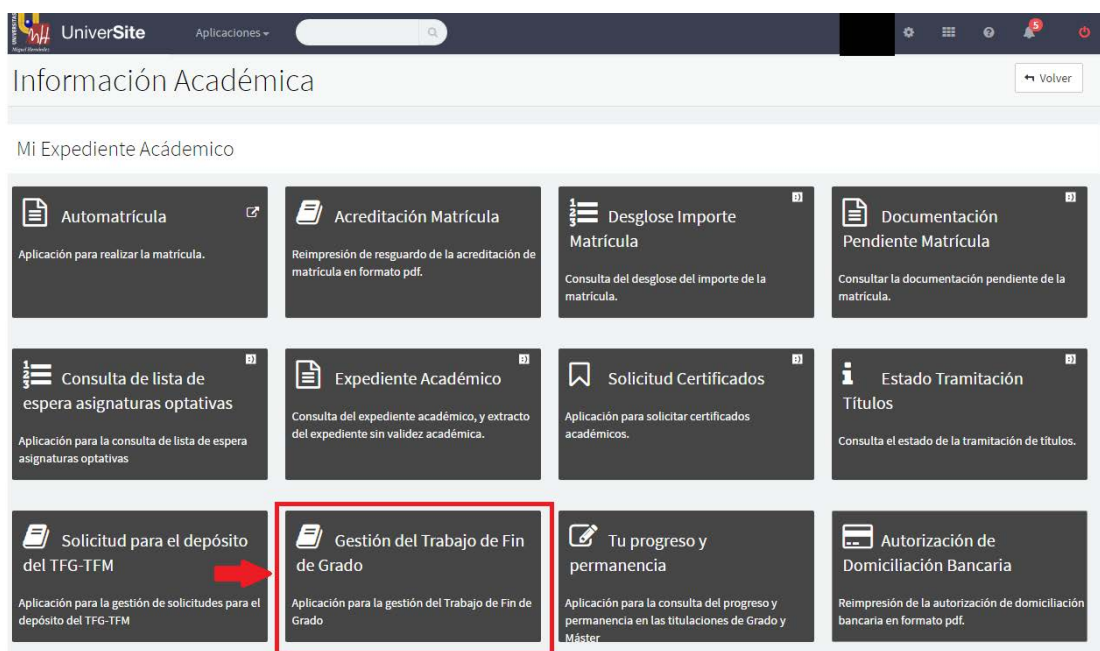 UNIVERSITAS
Miguel Hernández
UniverSite
Aplicaciones
5
Información Académica
Volver
Mi Expediente Acádemico
Automatrícula
Aplicación para realizar la matrícula.
Acreditación Matrícula
Reimpresión de resguardo de la acreditación de
matrícula en formato pdf.
Desglose Importe
Matrícula
Consulta del desglose del importe de la
matrícula.
Documentación
Pendiente Matrícula
Consultar la documentación pendiente de la
matrícula.
Consulta de lista de
espera asignaturas optativas
Aplicación para la consulta de lista de espera
asignaturas optativas
Expediente Académico
Consulta del expediente académico, y extracto
del expediente sin validez académica.
Solicitud Certificados
Aplicación para solicitar certificados
académicos.
Estado Tramitación
Títulos
Consulta el estado de la tramitación de títulos.
Solicitud para el depósito
del TFG-TFM
Aplicación para la gestión de solicitudes para el
depósito del TFG-TFM
Gestión del Trabajo de Fin
de Grado
Aplicación para la gestión del Trabajo de Fin de
Grado
Tu progreso y
permanencia
Aplicación para la consulta del progreso y
permanencia en las titulaciones de Grado y
Máster
Autorización de
Domiciliación Bancaria
Reimpresión de la autorización de domiciliación
bancaria en formato pdf.